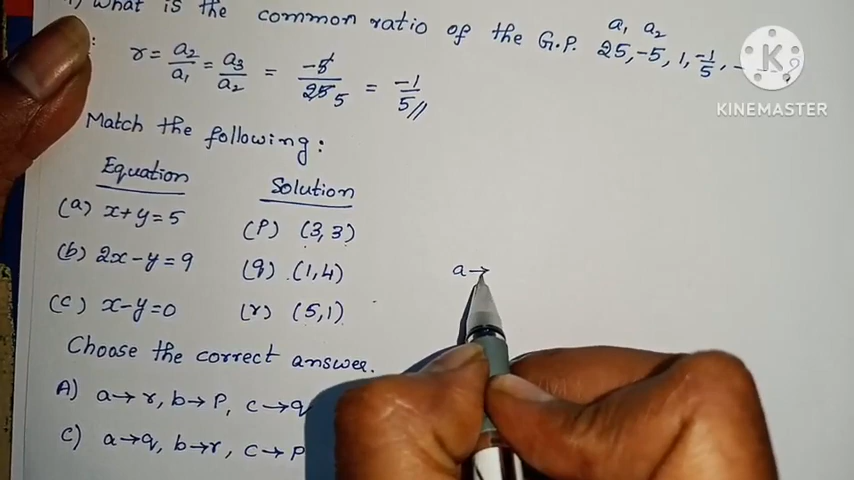 What is the common ratio of the G.P. 25, -5, 1, -1/5, - -
a₁ a₂
r = a₂/a₁ = a₃/a₂ = -5/25 5 = -1/5 //
KINEMASTER
Match the following:
Equation Solution
(a) x+y=5 (P) (3,3)
(b) 2x-y=9 (q) (1,4)
(c) x-y=0 (r) (5,1)
a→
Choose the correct answer.
A) a→r, b→P, c→q
C) a→q, b→r, c→P